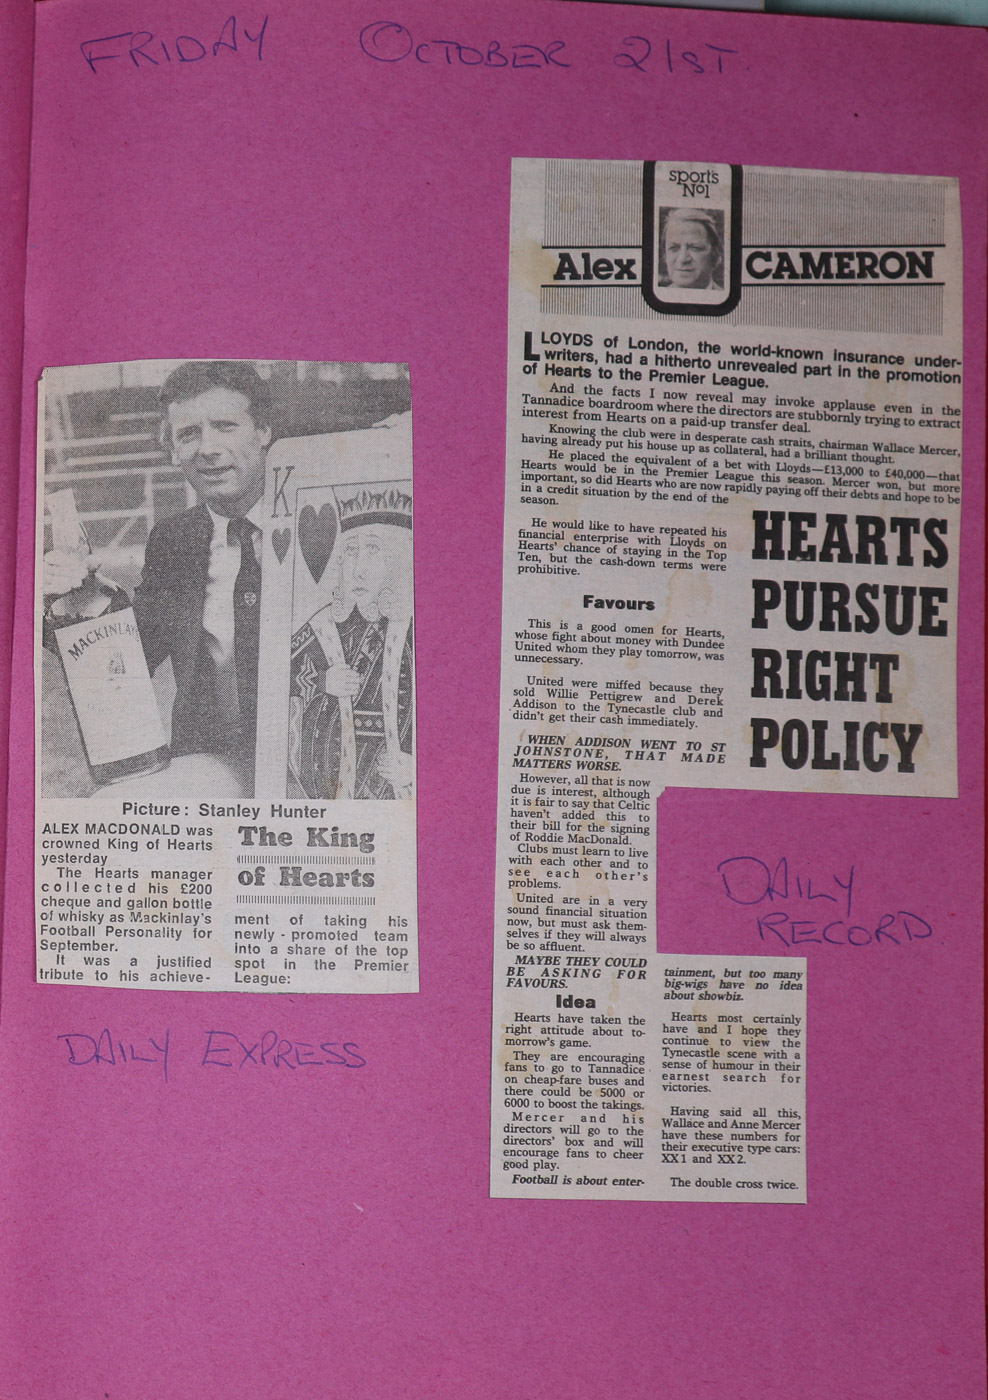 FRIDAY OCTOBER 21ST.
K
MACKINLAY
Picture: Stanley Hunter
ALEX MACDONALD was
crowned King of Hearts
yesterday
The Hearts manager
collected his £200
cheque and gallon bottle
of whisky as Mackinlay's
Football Personality for
September.
It was a justified
tribute to his achieve-
The King
of Hearts
ment of taking his
newly-promoted team
into a share of the top
spot in the Premier
League:
DAILY EXPRESS
sport's
No1
Alex CAMERON
LLOYDS of London, the world-known insurance under-
writers, had a hitherto unrevealed part in the promotion
of Hearts to the Premier League.
And the facts I now reveal may invoke applause even in the
Tannadice boardroom where the directors are stubbornly trying to extract
interest from Hearts on a paid-up transfer deal.
Knowing the club were in desperate cash straits, chairman Wallace Mercer,
having already put his house up as collateral, had a brilliant thought.
He placed the equivalent of a bet with Lloyds—£13,000 to £40,000—that
Hearts would be in the Premier League this season. Mercer won, but more
important, so did Hearts who are now rapidly paying off their debts and hope to be
in a credit situation by the end of the
season.
He would like to have repeated his
financial enterprise with Lloyds on
Hearts' chance of staying in the Top
Ten, but the cash-down terms were
prohibitive.
HEARTS
PURSUE
RIGHT
POLICY
Favours
This is a good omen for Hearts,
whose fight about money with Dundee
United whom they play tomorrow, was
unnecessary.
United were miffed because they
sold Willie Pettigrew and Derek
Addison to the Tynecastle club and
didn't get their cash immediately.
WHEN ADDISON WENT TO ST
JOHNSTONE, THAT MADE
MATTERS WORSE.
However, all that is now
due is interest, although
it is fair to say that Celtic
haven't added this to
their bill for the signing
of Roddie MacDonald.
Clubs must learn to live
with each other and to
see each other's
problems.
United are in a very
sound financial situation
now, but must ask them-
selves if they will always
be so affluent.
MAYBE THEY COULD
BE ASKING FOR
FAVOURS.
Idea
Hearts have taken the
right attitude about to-
morrow's game.
They are encouraging
fans to go to Tannadice
on cheap-fare buses and
there could be 5000 or
6000 to boost the takings.
Mercer and his
directors will go to the
directors' box and will
encourage fans to cheer
good play.
Football is about enter-
tainment, but too many
big-wigs have no idea
about showbiz.
Hearts most certainly
have and I hope they
continue to view the
Tynecastle scene with a
sense of humour in their
earnest search for
victories.
Having said all this,
Wallace and Anne Mercer
have these numbers for
their executive type cars:
XX1 and XX2.
The double cross twice.
DAILY
RECORD